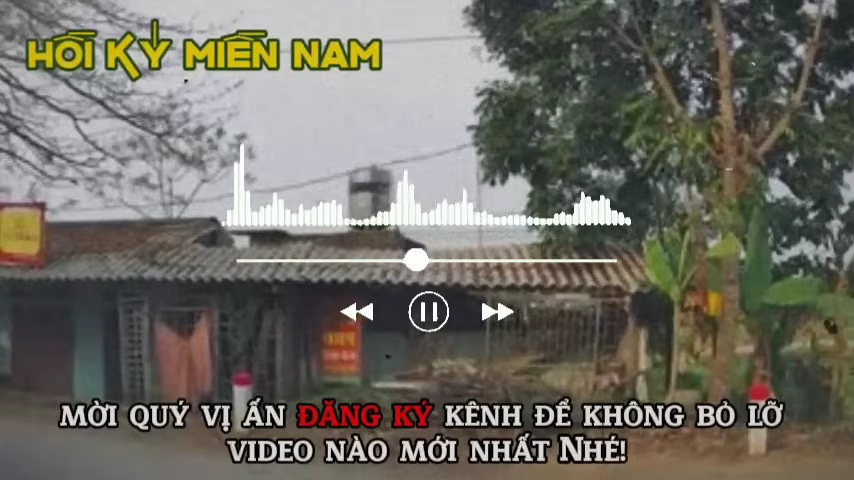 HỒI KÝ MIỀN NAM
MỜI QUÝ VỊ ẤN ĐĂNG KÝ KÊNH ĐỂ KHÔNG BỎ LỠ
VIDEO NÀO MỚI NHẤT NHÉ!